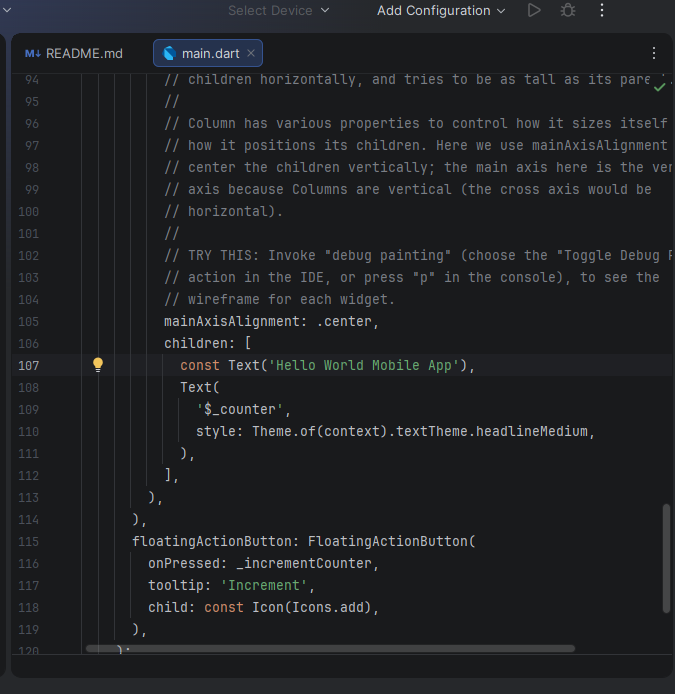 Select Device
Add Configuration
M↓ README.md
main.dart
94 // children horizontally, and tries to be as tall as its
95 //
96 // Column has various properties to control how it sizes itself
97 // how it positions its children. Here we use mainAxisAlignment
98 // center the children vertically; the main axis here is the
99 // axis because Columns are vertical (the cross axis would be
100 // horizontal).
101 //
102 // TRY THIS: Invoke "debug painting" (choose the "Toggle Debug
103 // action in the IDE, or press "p" in the console), to see the
104 // wireframe for each widget.
105 mainAxisAlignment: .center,
106 children: [
107 const Text('Hello World Mobile App'),
108 Text(
109 '$_counter',
110 style: Theme.of(context).textTheme.headlineMedium,
111 ),
112 ],
113 ),
114 ),
115 floatingActionButton: FloatingActionButton(
116 onPressed: _incrementCounter,
117 tooltip: 'Increment',
118 child: const Icon(Icons.add),
119 ),
120 );